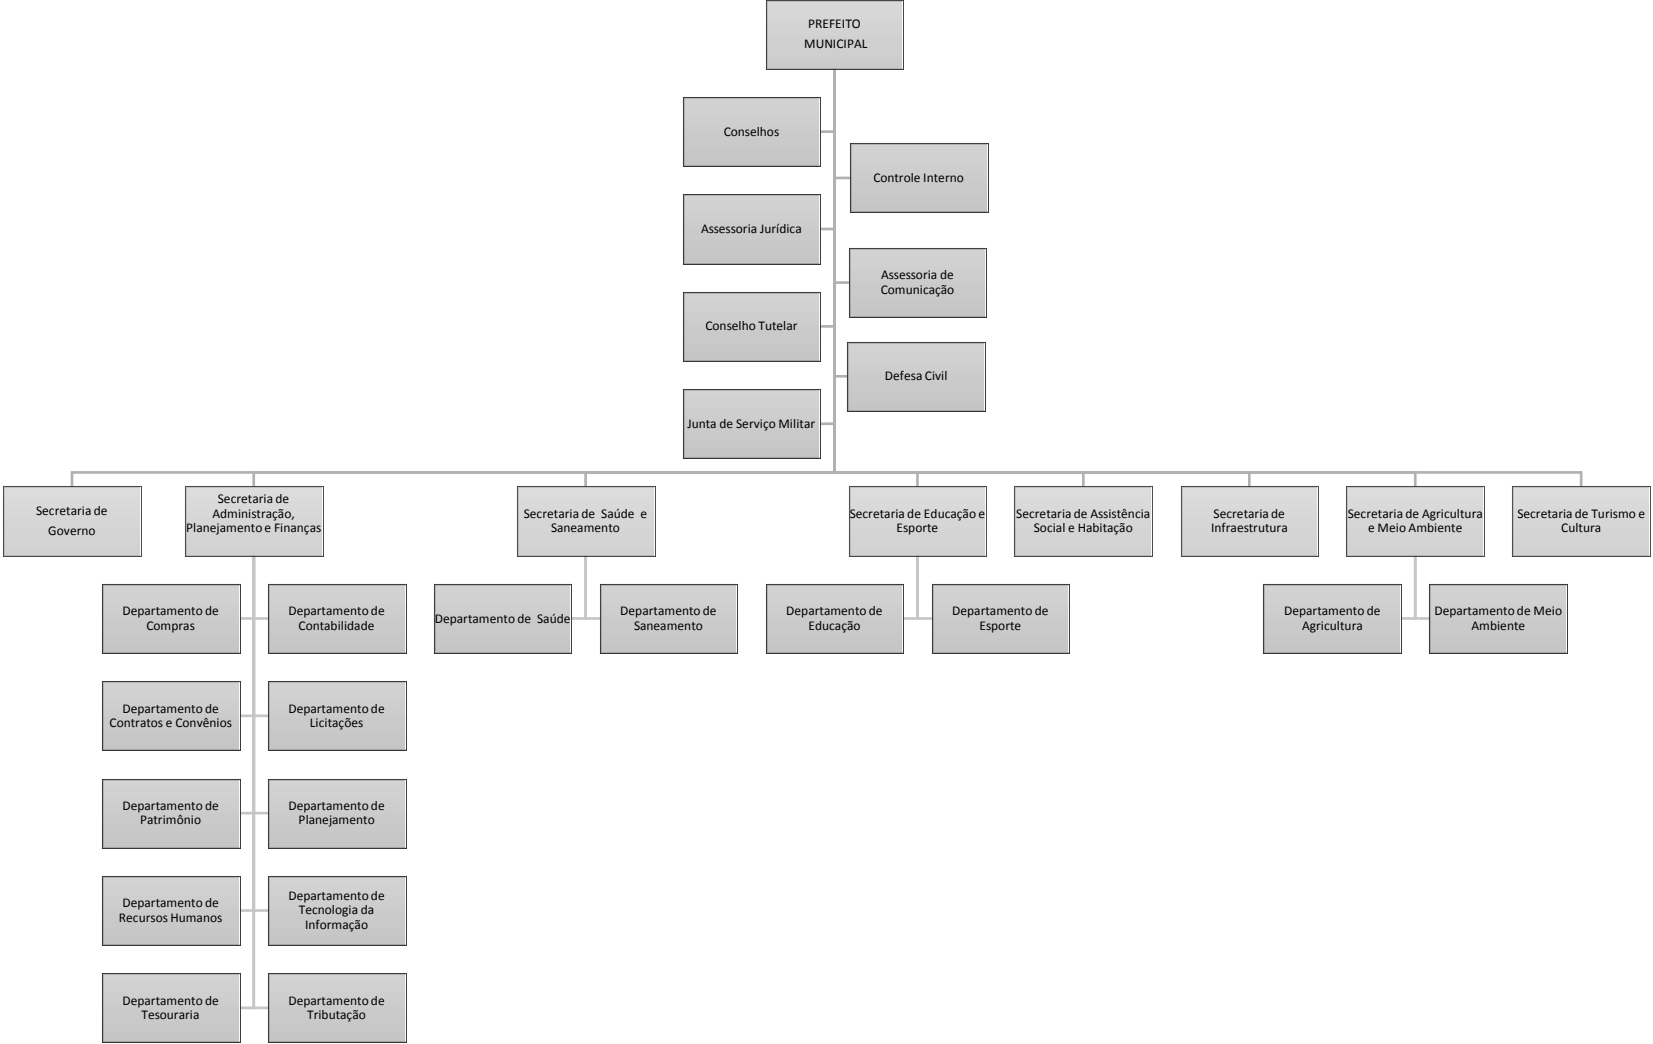 PREFEITO
MUNICIPAL
Conselhos
Controle Interno
Assessoria Jurídica
Assessoria de
Comunicação
Conselho Tutelar
Defesa Civil
Junta de Serviço Militar
Secretaria de
Governo
Secretaria de
Administração,
Planejamento e Finanças
Secretaria de Saúde e
Saneamento
Secretaria de Educação e
Esporte
Secretaria de Assistência
Social e Habitação
Secretaria de
Infraestrutura
Secretaria de Agricultura
e Meio Ambiente
Secretaria de Turismo e
Cultura
Departamento de
Compras
Departamento de
Contabilidade
Departamento de Saúde
Departamento de
Saneamento
Departamento de
Educação
Departamento de
Esporte
Departamento de
Agricultura
Departamento de Meio
Ambiente
Departamento de
Contratos e Convênios
Departamento de
Licitações
Departamento de
Patrimônio
Departamento de
Planejamento
Departamento de
Recursos Humanos
Departamento de
Tecnologia da
Informação
Departamento de
Tesouraria
Departamento de
Tributação